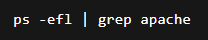 ps -efl | grep apache